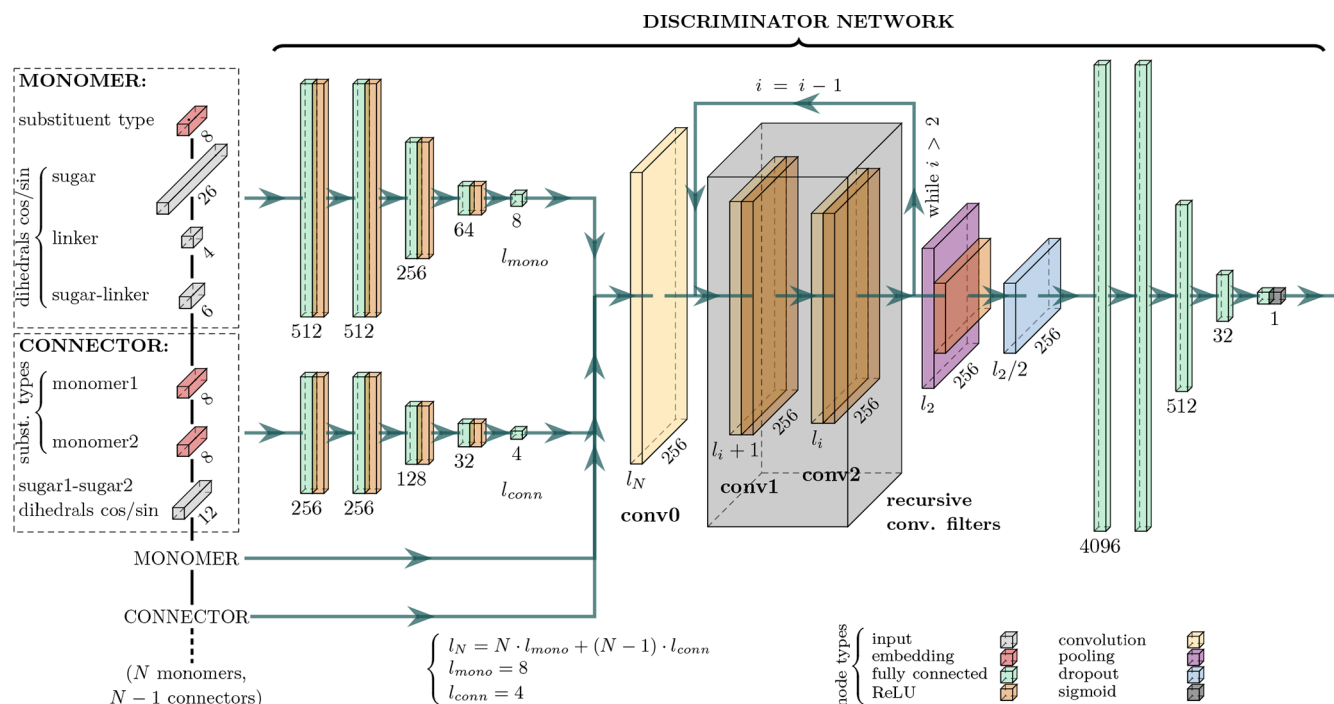 DISCRIMINATOR NETWORK
MONOMER:
substituent type
8
dihedrals cos/sin
sugar
26
linker
4
sugar-linker
6
CONNECTOR:
subst. types
monomer1
8
monomer2
8
sugar1-sugar2
dihedrals cos/sin
12
MONOMER
CONNECTOR
(N monomers,
N − 1 connectors)
512
512
256
64
8
l_mono
256
256
128
32
4
l_conn
l_N = N · l_mono + (N − 1) · l_conn
l_mono = 8
l_conn = 4
l_N
256
conv0
i = i − 1
while i > 2
l_i + 1
256
conv1
l_i
256
conv2
recursive
conv. filters
l_2
256
l_2/2
256
4096
512
32
1
node types
input
embedding
fully connected
ReLU
convolution
pooling
dropout
sigmoid